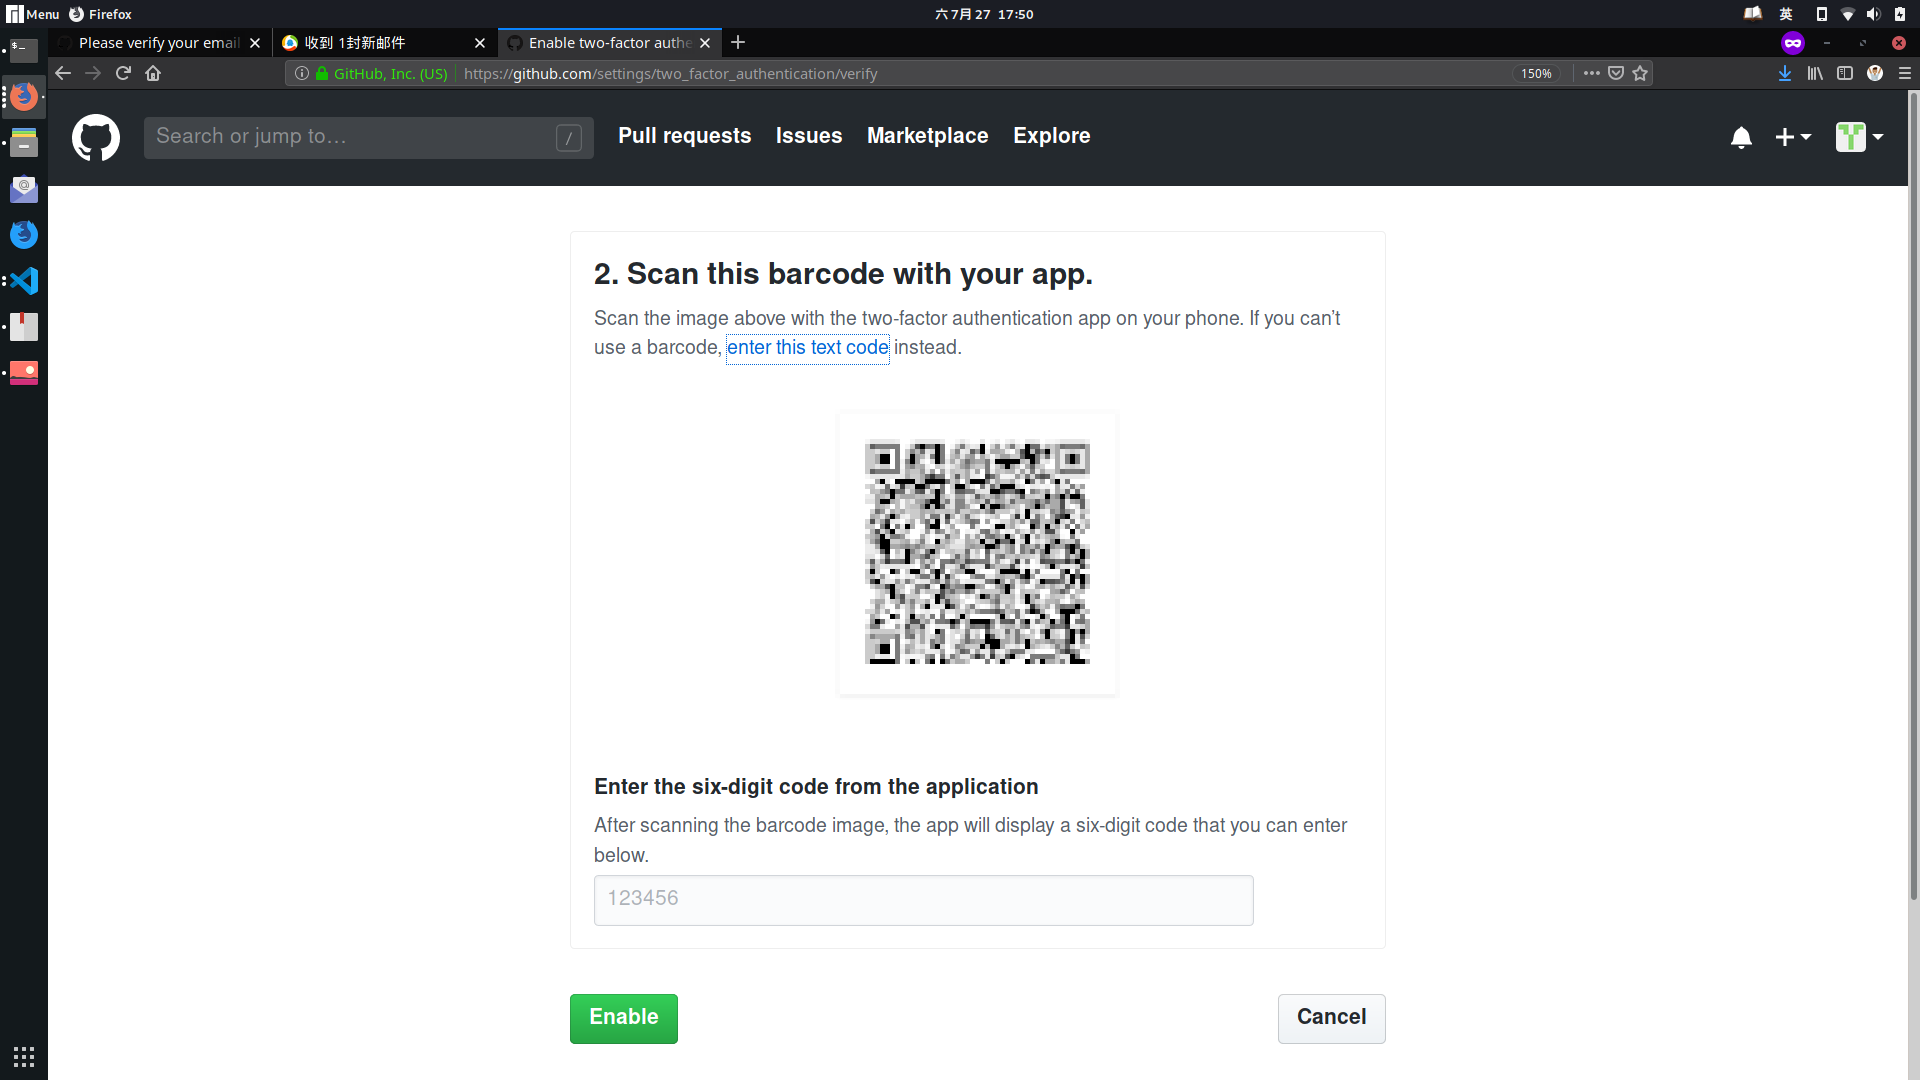 Menu Firefox 六 7月 27 17:50 英
Please verify your email 收到 1封新邮件 Enable two-factor authe
GitHub, Inc. (US) https://github.com/settings/two_factor_authentication/verify 150%
Search or jump to… / Pull requests Issues Marketplace Explore
2. Scan this barcode with your app.
Scan the image above with the two-factor authentication app on your phone. If you can’t
use a barcode, enter this text code instead.
Enter the six-digit code from the application
After scanning the barcode image, the app will display a six-digit code that you can enter
below.
123456
Enable Cancel